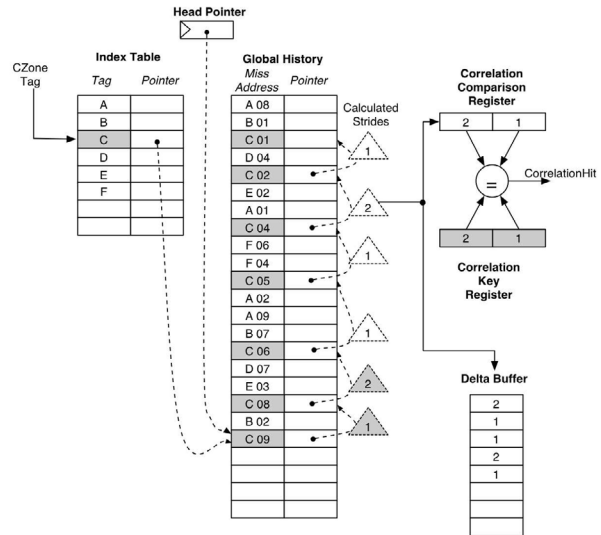 Head Pointer
Index Table
Global History
CZone
Tag
Tag Pointer
Miss
Address Pointer
Calculated
Strides
A
B
C
D
E
F
A 08
B 01
C 01
D 04
C 02
E 02
A 01
C 04
F 06
F 04
C 05
A 02
A 09
B 07
C 06
D 07
E 03
C 08
B 02
C 09
1
2
1
1
2
1
Correlation
Comparison
Register
2 1
=
CorrelationHit
2 1
Correlation
Key
Register
Delta Buffer
2
1
1
2
1